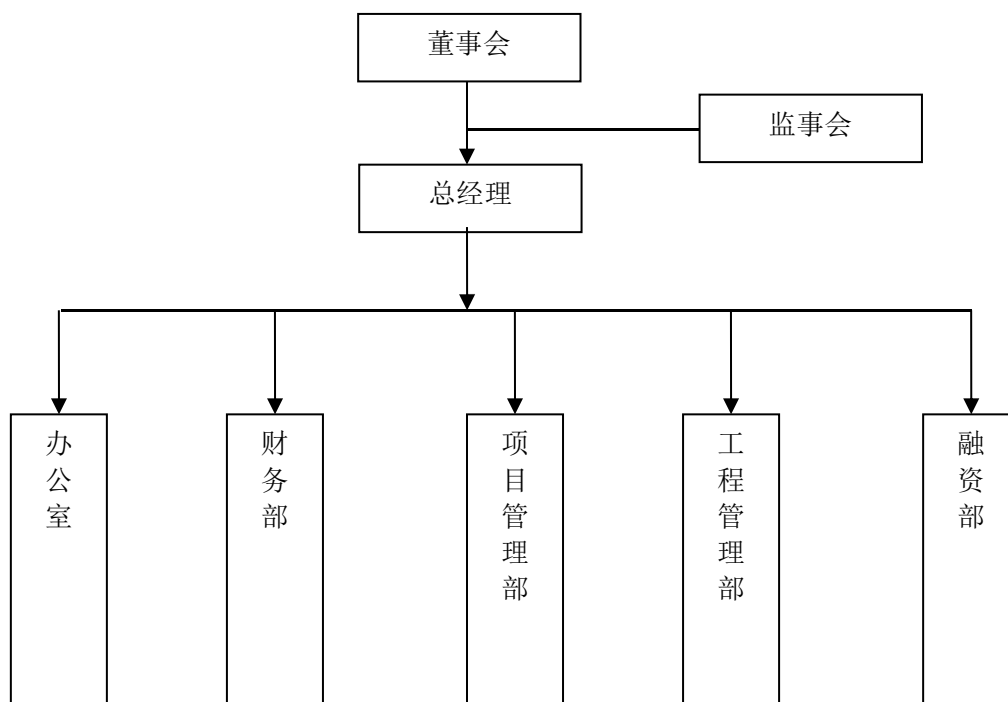 董事会
监事会
总经理
办公室
财务部
项目管理部
工程管理部
融资部